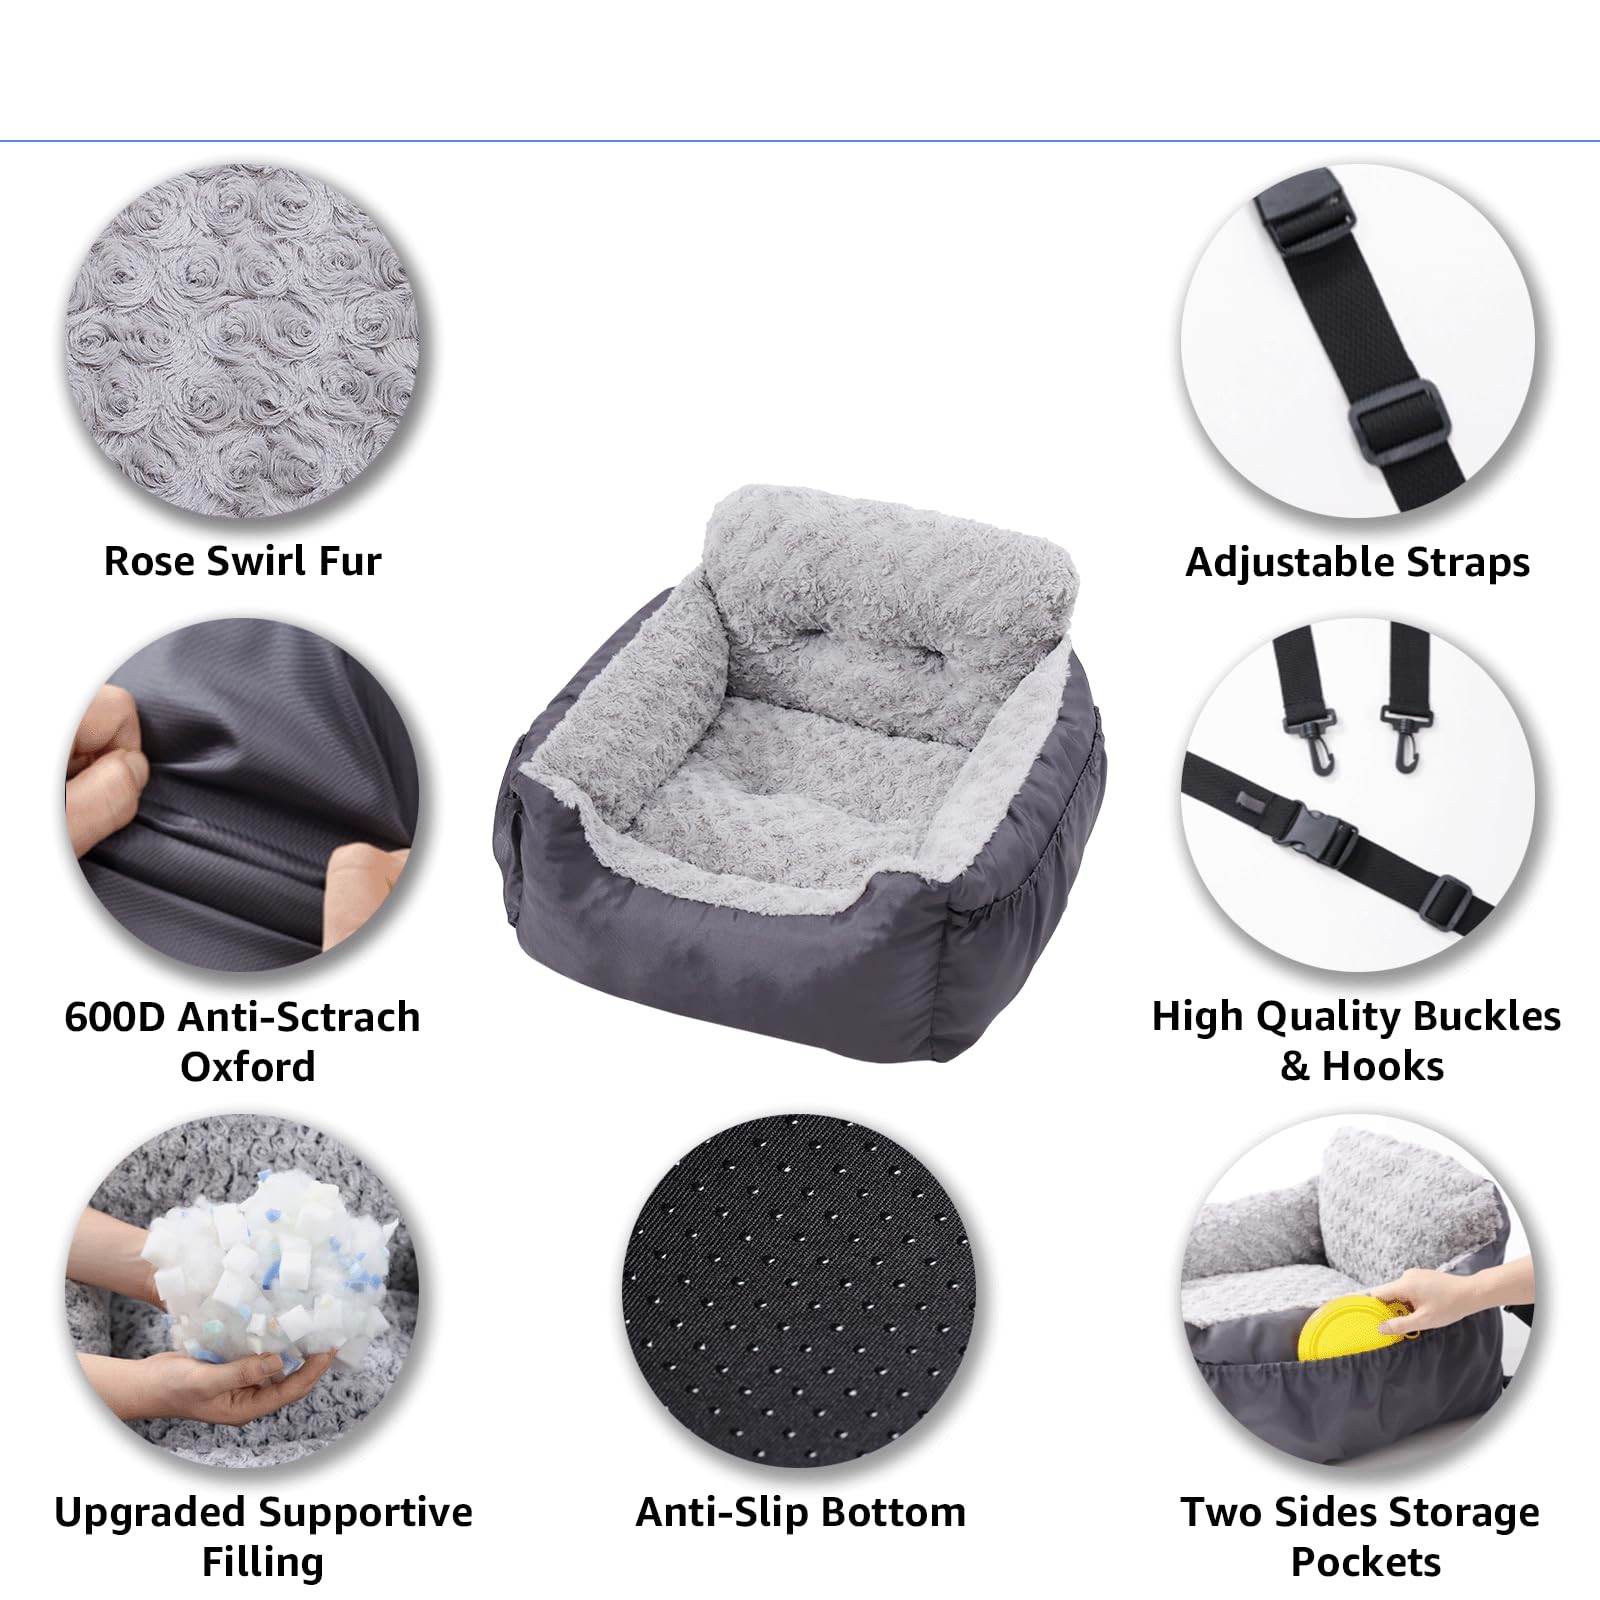 Rose Swirl Fur
Adjustable Straps
600D Anti-Sctrach
Oxford
High Quality Buckles
& Hooks
Upgraded Supportive
Filling
Anti-Slip Bottom
Two Sides Storage
Pockets